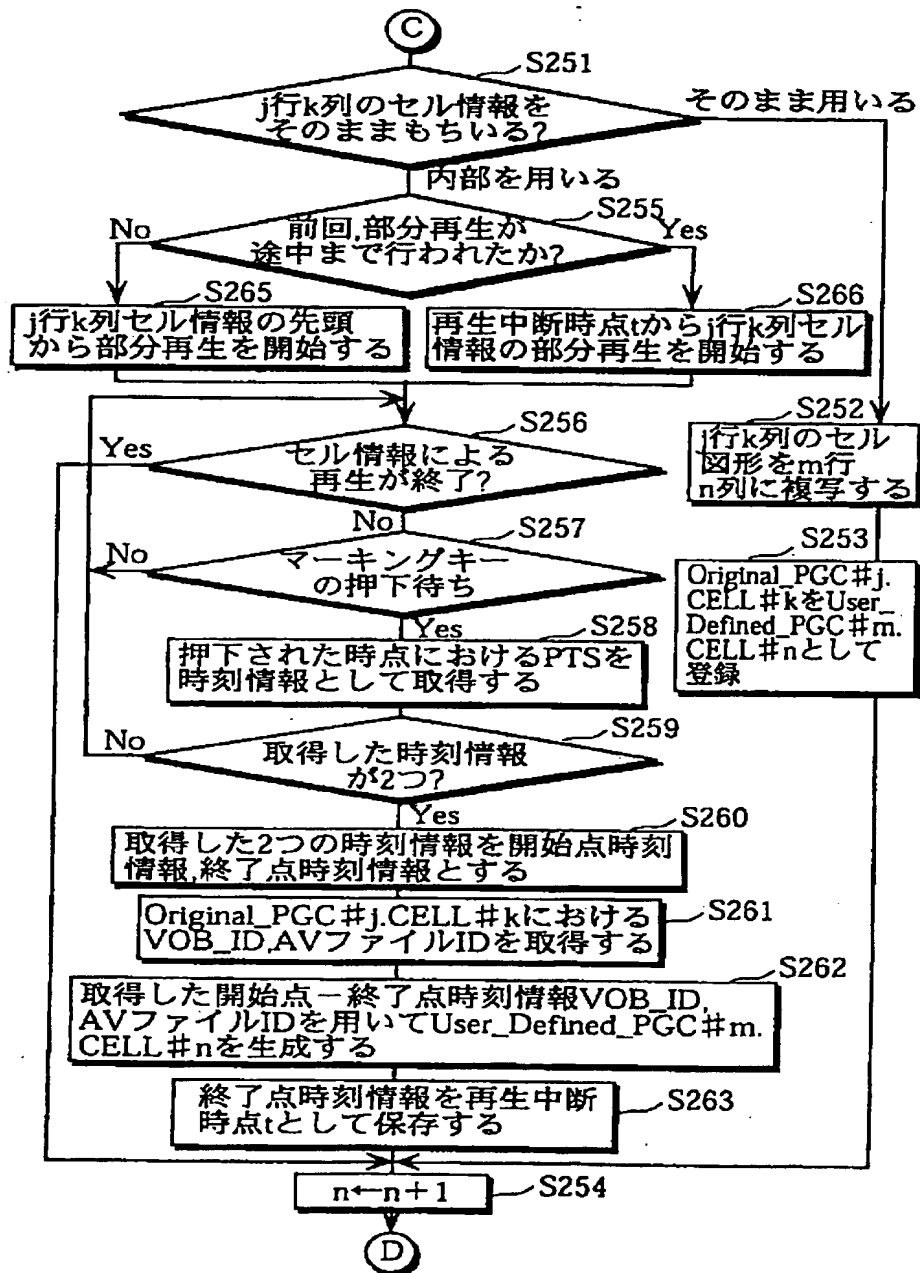 C
S251
j行k列のセル情報を
そのままもちいる?
そのまま用いる
内部を用いる
S255
No
前回,部分再生が
途中まで行われたか?
Yes
S265
j行k列セル情報の先頭
から部分再生を開始する
S266
再生中断時点tからj行k列セル
情報の部分再生を開始する
S256
Yes
セル情報による
再生が終了?
No
S252
j行k列のセル
図形をm行
n列に複写する
S257
No
マーキングキー
の押下待ち
Yes
S253
Original_PGC#j.
CELL#kをUser_
Defined_PGC#m.
CELL#nとして
登録
S258
押下された時点におけるPTSを
時刻情報として取得する
S259
No
取得した時刻情報
が2つ?
Yes
S260
取得した2つの時刻情報を開始点時刻
情報,終了点時刻情報とする
S261
Original_PGC#j.CELL#kにおける
VOB_ID,AVファイルIDを取得する
S262
取得した開始点－終了点時刻情報VOB_ID,
AVファイルIDを用いてUser_Defined_PGC#m.
CELL#nを生成する
S263
終了点時刻情報を再生中断
時点tとして保存する
S254
n←n+1
D